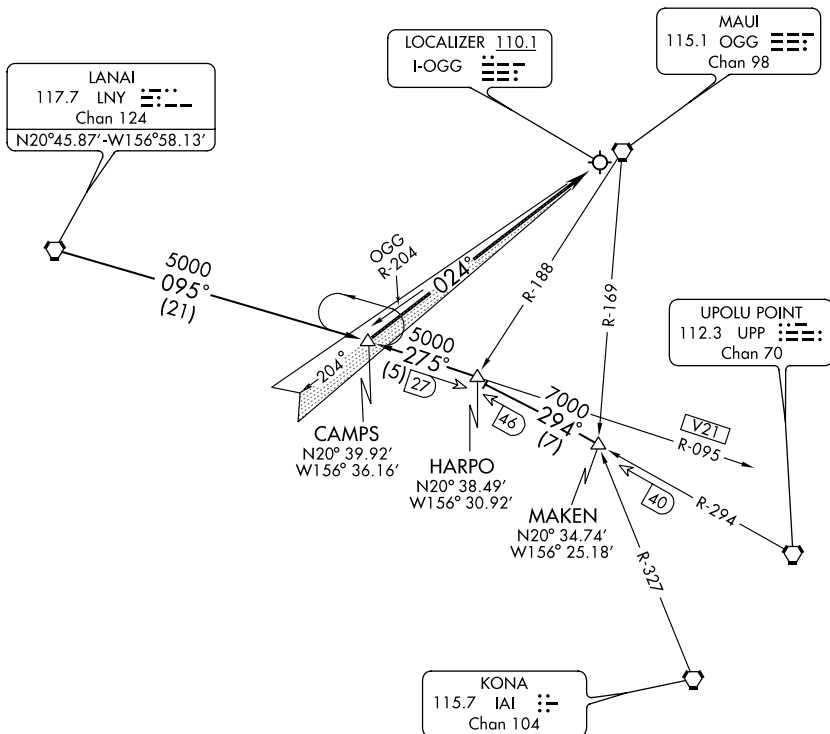 LOCALIZER 110.1
I-OGG
MAUI
115.1 OGG
Chan 98
LANAI
117.7 LNY
Chan 124
N20°45.87'-W156°58.13'
5000
095°
(21)
OGG
R-204
024°
R-188
R-169
204°
5000
275°
(5)
27
7000
294°
(7)
46
V21
R-095
40
R-294
R-327
UPOLU POINT
112.3 UPP
Chan 70
CAMPS
N20° 39.92'
W156° 36.16'
HARPO
N20° 38.49'
W156° 30.92'
MAKEN
N20° 34.74'
W156° 25.18'
KONA
115.7 IAI
Chan 104